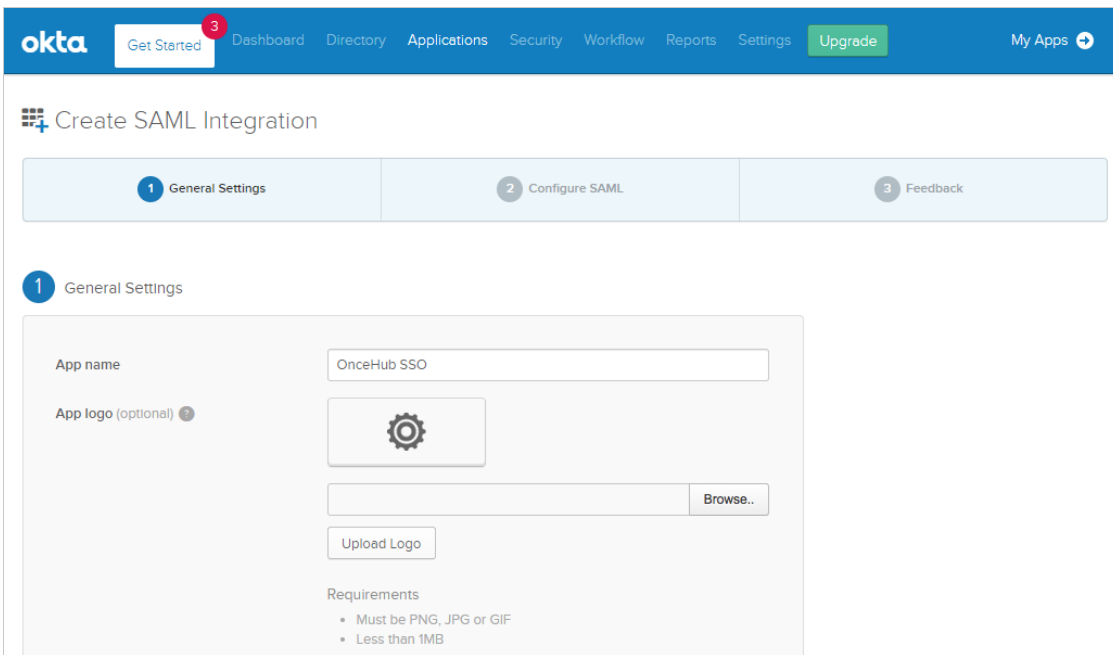 okta Get Started 3 Dashboard Directory Applications Security Workflow Reports Settings Upgrade My Apps
Create SAML Integration
1 General Settings 2 Configure SAML 3 Feedback
1 General Settings
App name OnceHub SSO
App logo (optional) ?
Browse..
Upload Logo
Requirements
• Must be PNG, JPG or GIF
• Less than 1MB